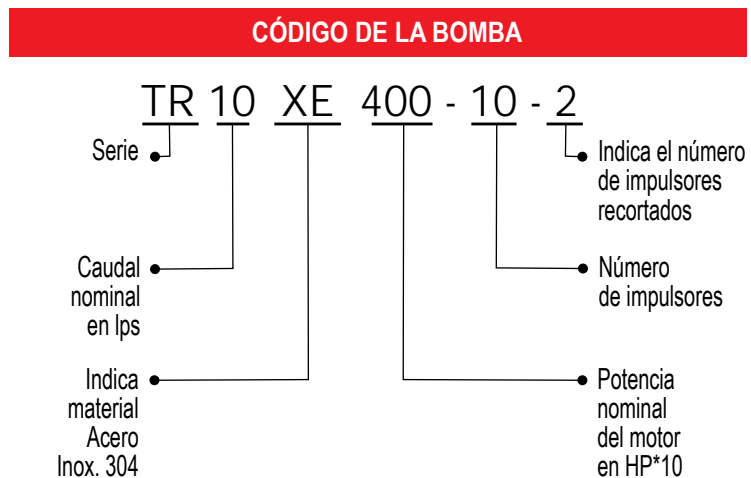 CÓDIGO DE LA BOMBA
TR 10 XE 400 - 10 - 2
Serie
Indica el número
de impulsores
recortados
Caudal
nominal
en lps
Número
de impulsores
Indica
material
Acero
Inox. 304
Potencia
nominal
del motor
en HP*10